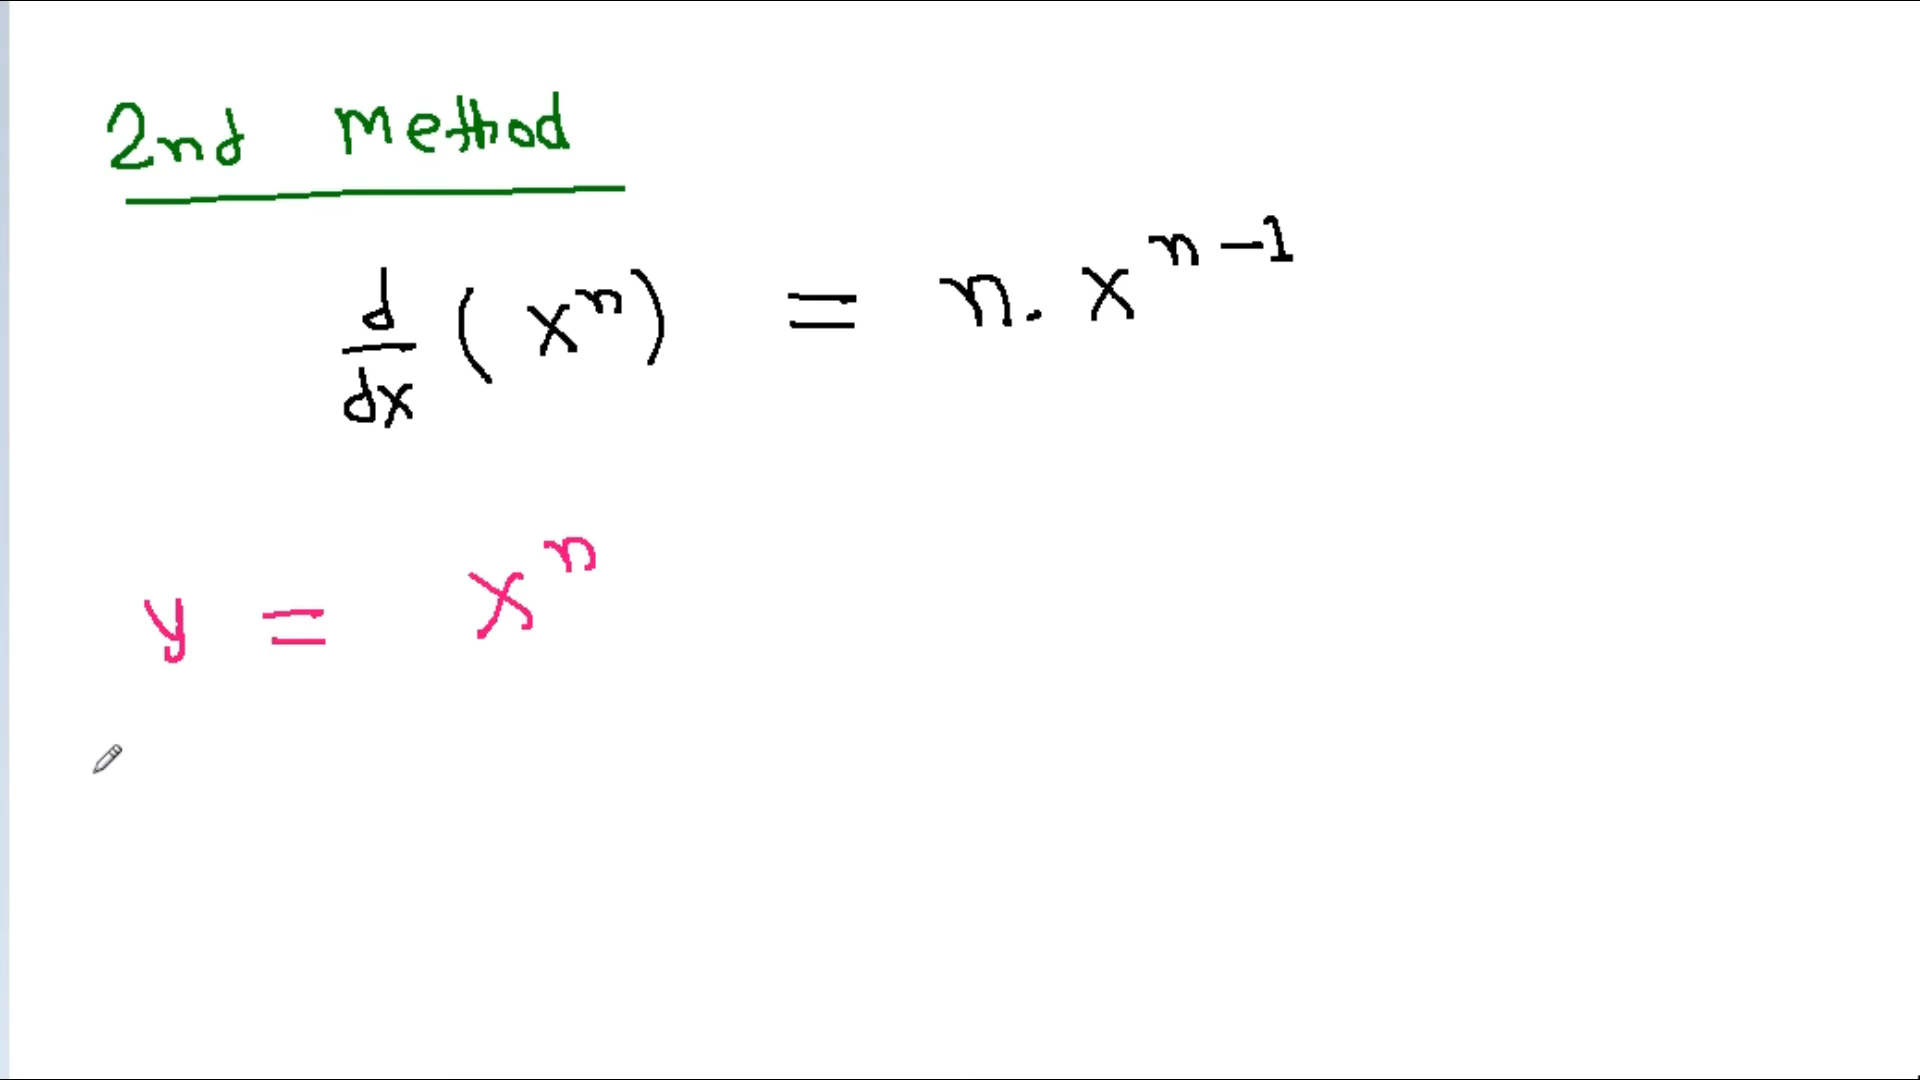 2nd Method
d/dx (x^n) = n. x^{n-1}
y = x^n